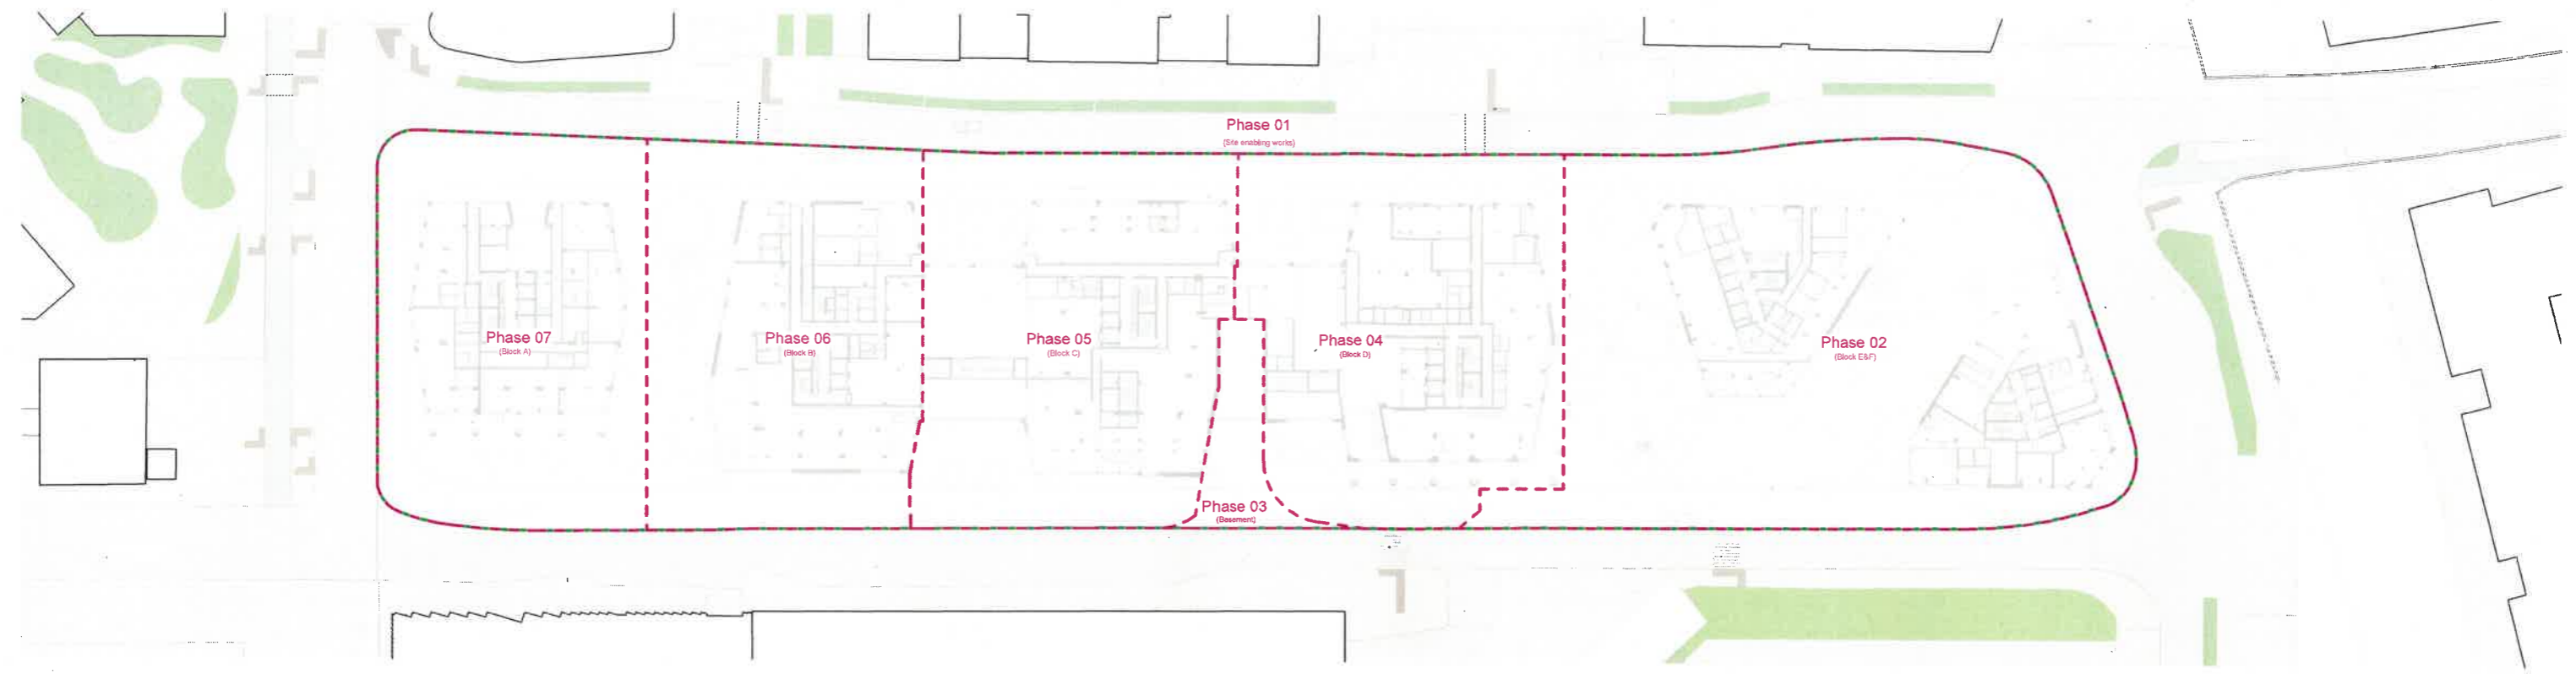 Phase 01
(Site enabling works)
Phase 07
(Block A)
Phase 06
(Block B)
Phase 05
(Block C)
Phase 04
(Block D)
Phase 02
(Block E&F)
Phase 03
(Basement)